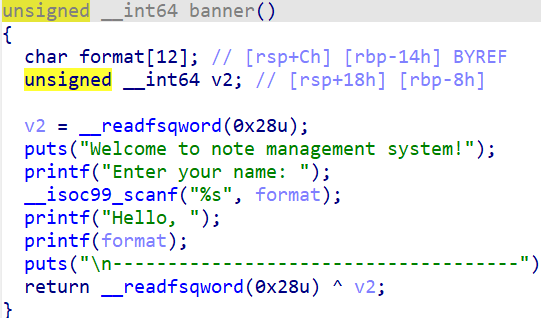 unsigned __int64 banner()
{
  char format[12]; // [rsp+Ch] [rbp-14h] BYREF
  unsigned __int64 v2; // [rsp+18h] [rbp-8h]

  v2 = __readfsqword(0x28u);
  puts("Welcome to note management system!");
  printf("Enter your name: ");
  __isoc99_scanf("%s", format);
  printf("Hello, ");
  printf(format);
  puts("\n-------------------------------------")
  return __readfsqword(0x28u) ^ v2;
}